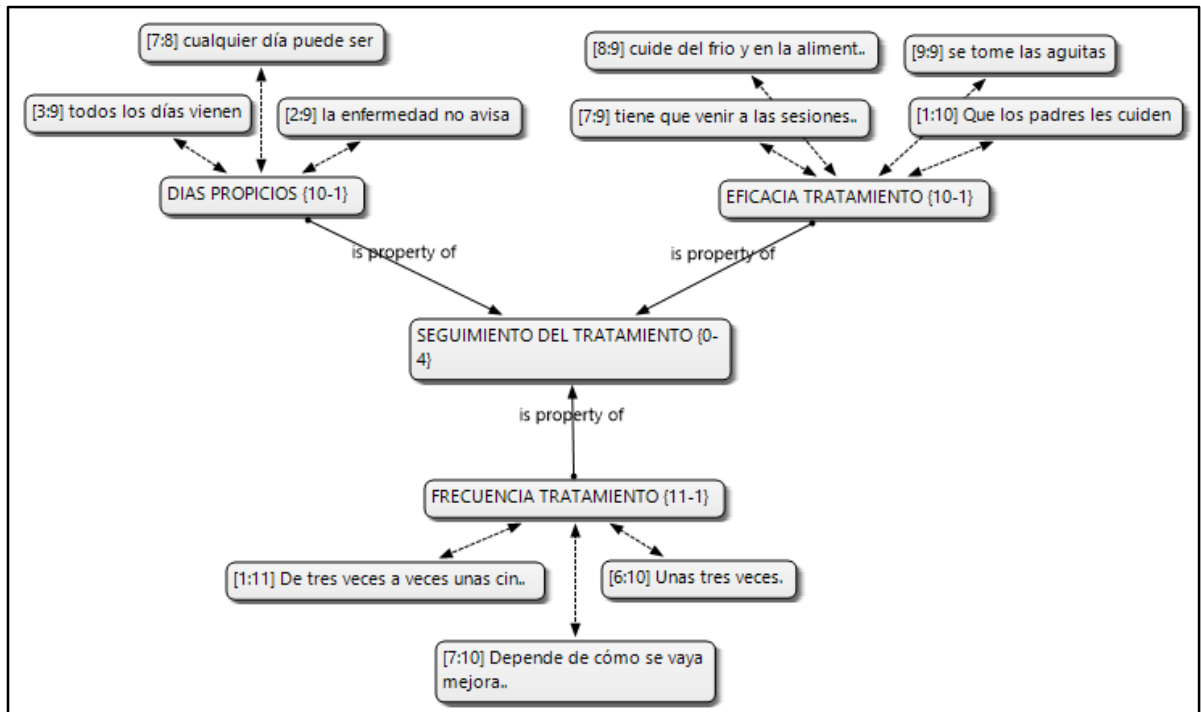 [7:8] cualquier día puede ser
[8:9] cuide del frio y en la aliment..
[9:9] se tome las aguitas
[3:9] todos los días vienen
[2:9] la enfermedad no avisa
[7:9] tiene que venir a las sesiones..
[1:10] Que los padres les cuiden
DIAS PROPICIOS {10-1}
EFICACIA TRATAMIENTO {10-1}
is property of
is property of
SEGUIMIENTO DEL TRATAMIENTO {0-
4}
is property of
FRECUENCIA TRATAMIENTO {11-1}
[1:11] De tres veces a veces unas cin..
[6:10] Unas tres veces.
[7:10] Depende de cómo se vaya
mejora..